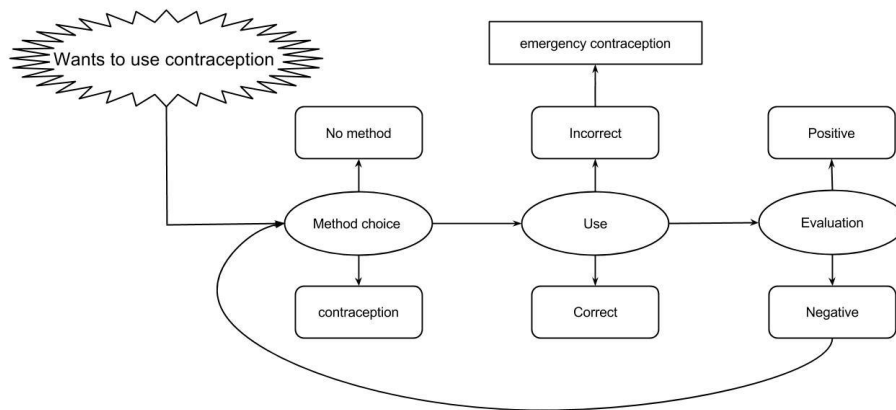 Wants to use contraception
emergency contraception
No method
Incorrect
Positive
Method choice
Use
Evaluation
contraception
Correct
Negative